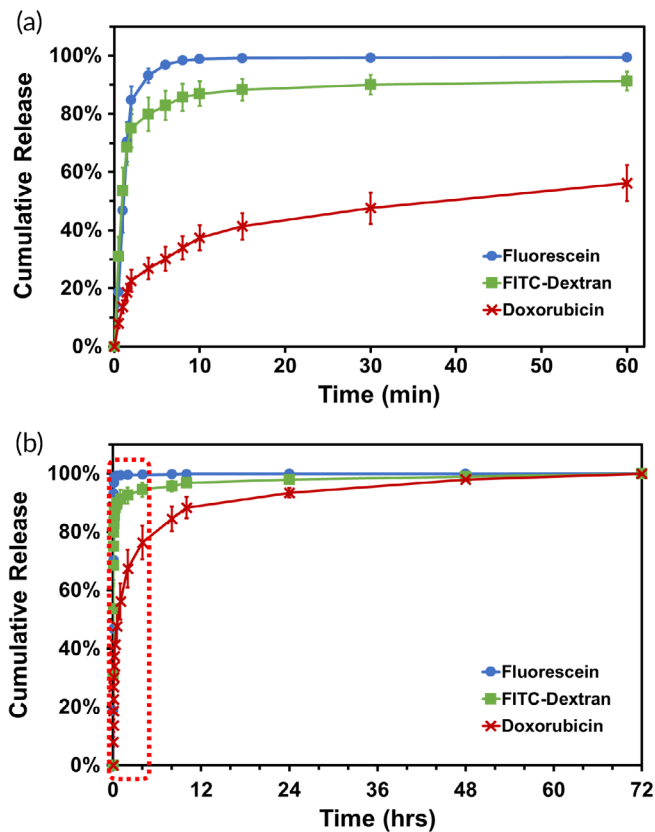 (a)
100%
80%
60%
40%
20%
0%
Cumulative Release
Fluorescein
FITC-Dextran
Doxorubicin
0 10 20 30 40 50 60
Time (min)
(b)
100%
80%
60%
40%
20%
0%
Cumulative Release
Fluorescein
FITC-Dextran
Doxorubicin
0 12 24 36 48 60 72
Time (hrs)